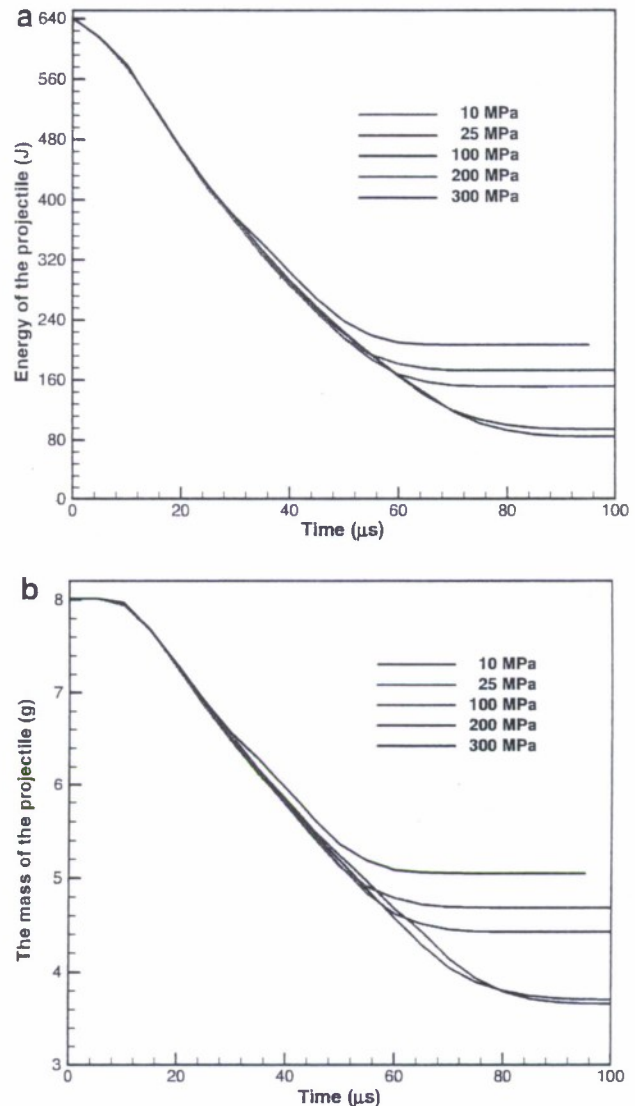 a
640
560
480
400
320
240
160
80
0
Energy of the projectile (J)
10 MPa
25 MPa
100 MPa
200 MPa
300 MPa
0 20 40 60 80 100
Time (μs)
b
8
7
6
5
4
3
The mass of the projectile (g)
10 MPa
25 MPa
100 MPa
200 MPa
300 MPa
0 20 40 60 80 100
Time (μs)